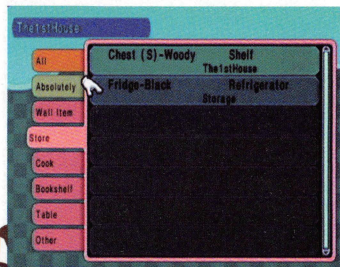 The1stHouse
All
Absolutely
Wall Item
Store
Cook
Bookshelf
Table
Other
Chest (S)-Woody Shelf
The1stHouse
Fridge-Black Refrigerator
Storage